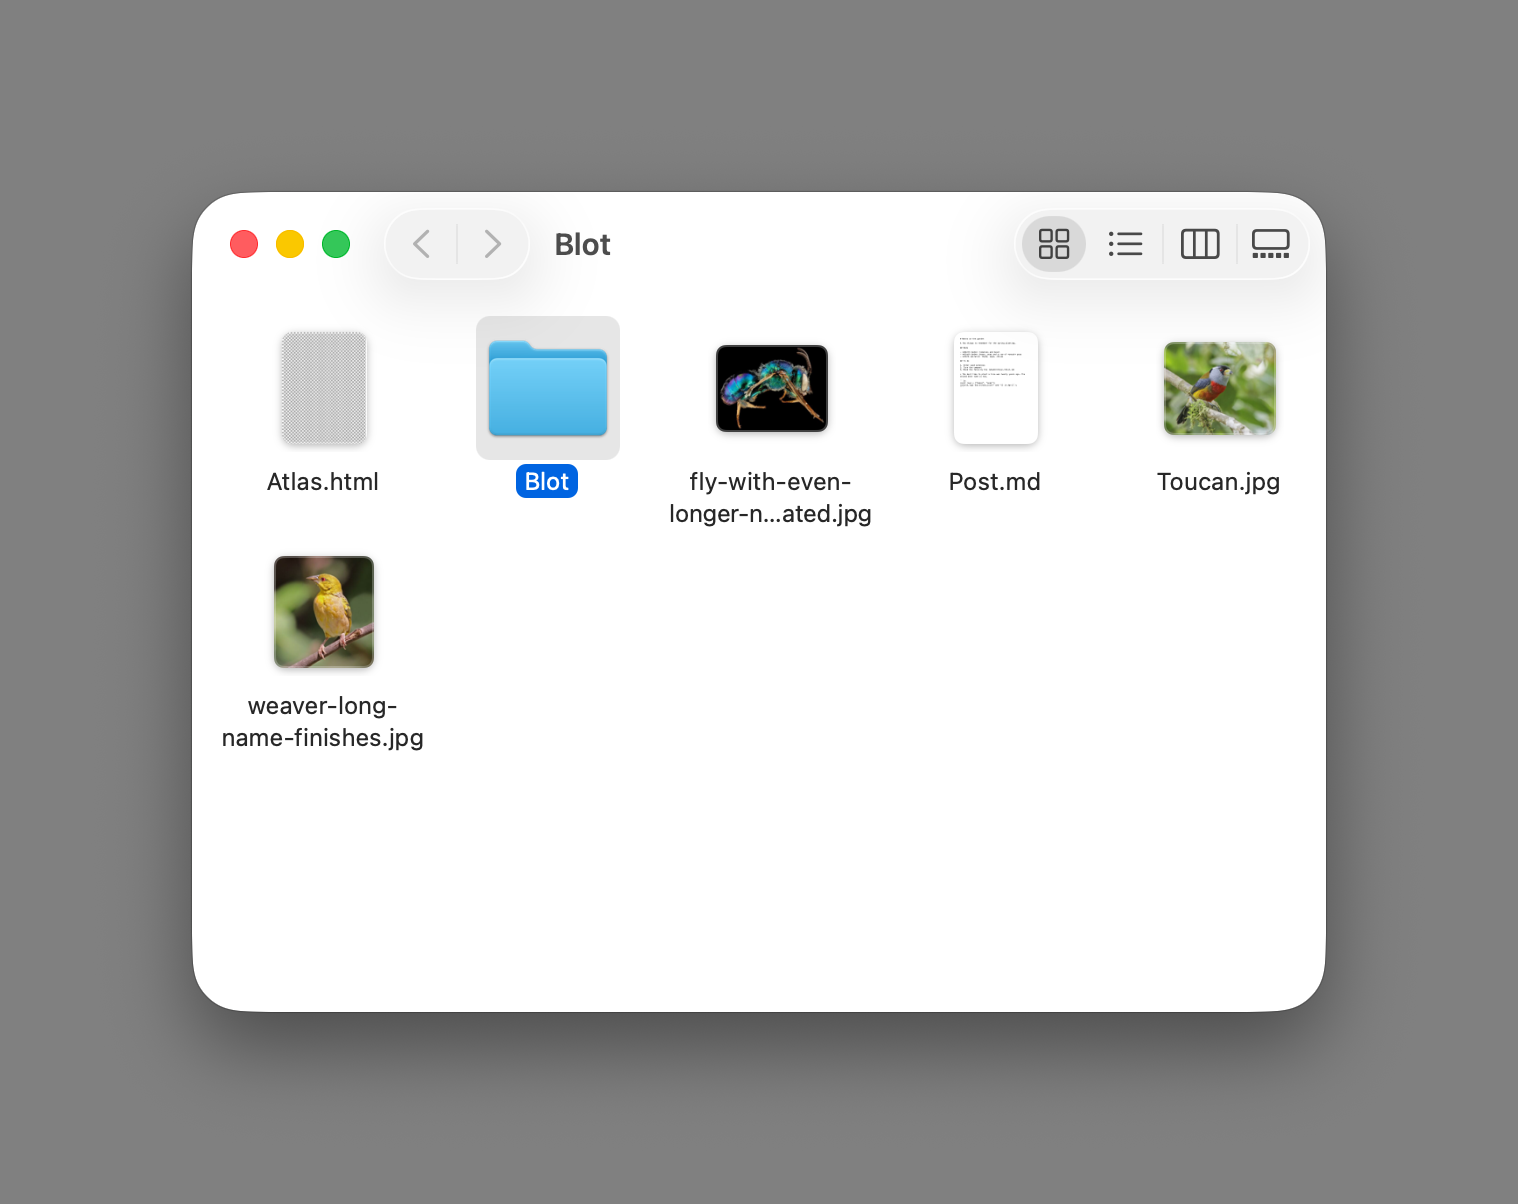 Blot
Atlas.html
Blot
fly-with-even-
longer-n...ated.jpg
Post.md
Toucan.jpg
weaver-long-
name-finishes.jpg